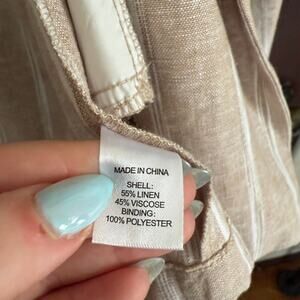 MADE IN CHINA
SHELL:
55% LINEN
45% VISCOSE
BINDING:
100% POLYESTER